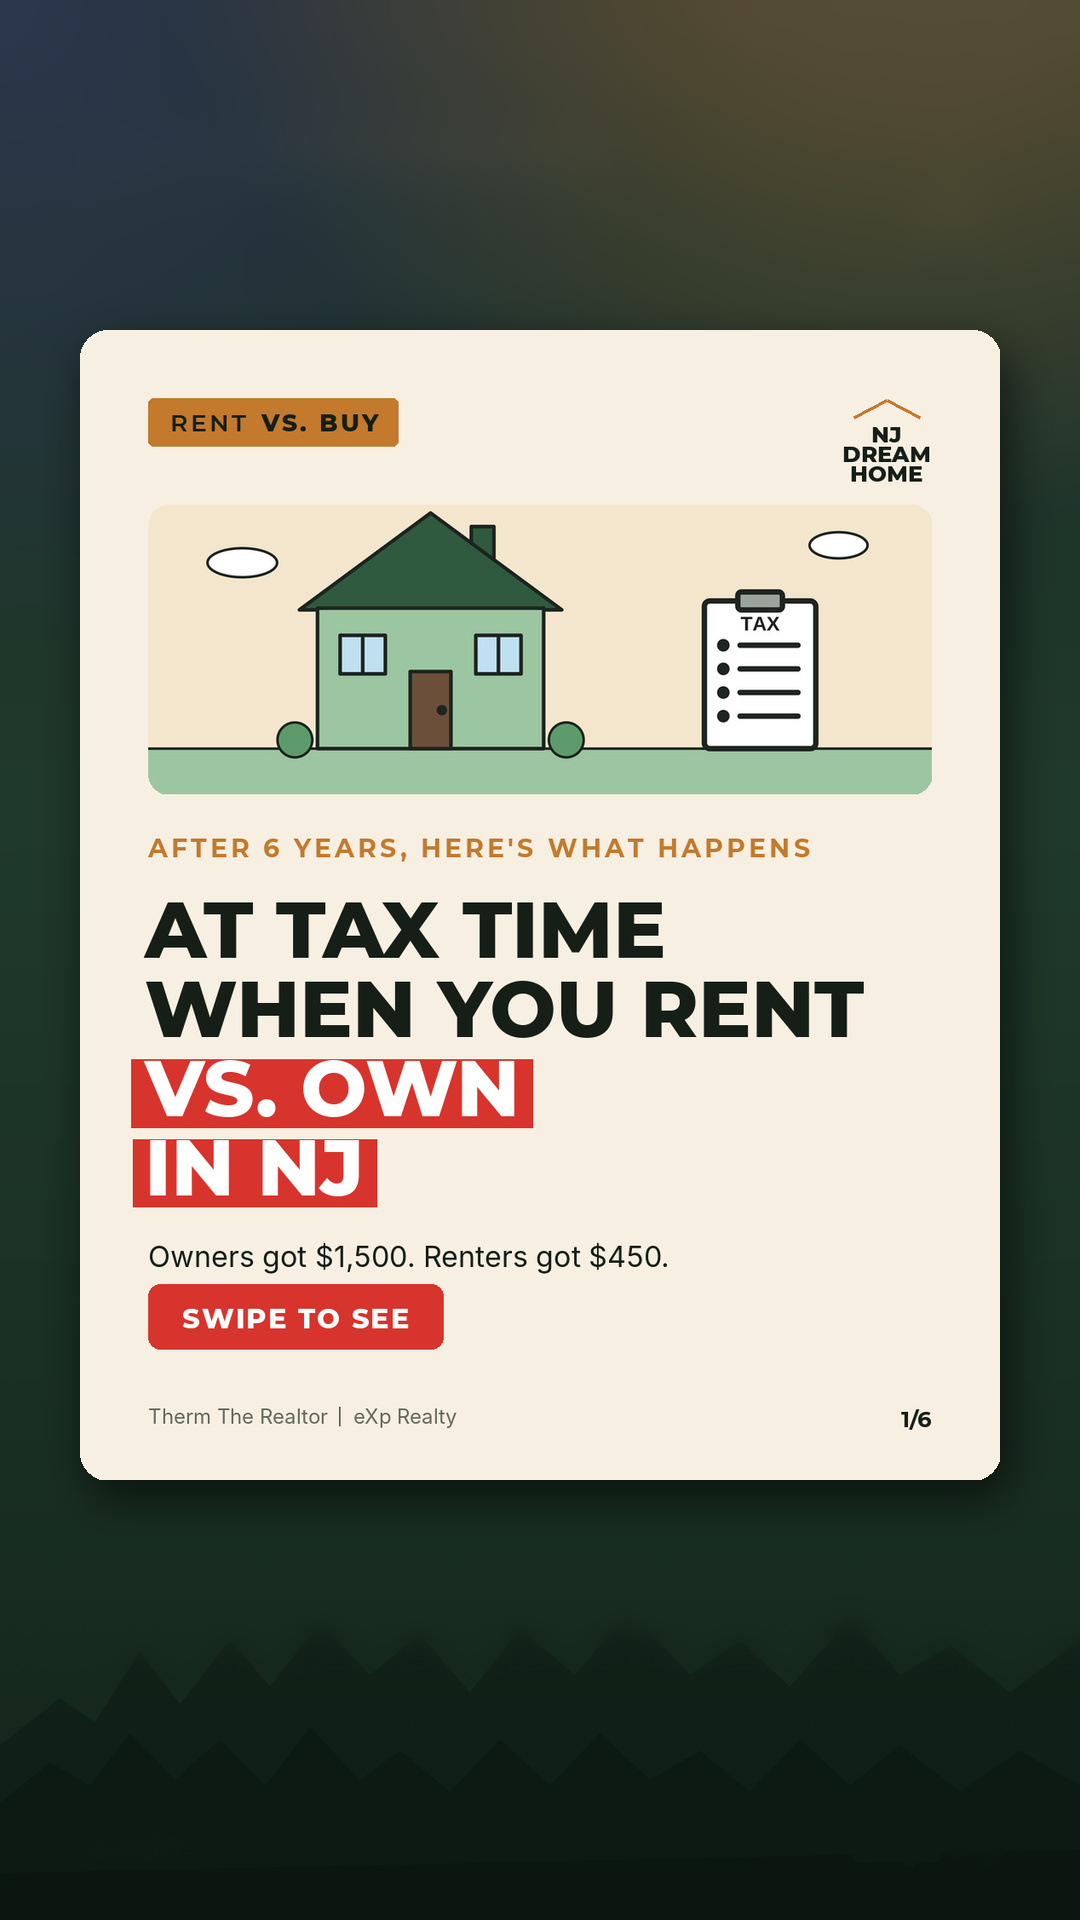 RENT VS. BUY
NJ
DREAM
HOME
TAX
AFTER 6 YEARS, HERE'S WHAT HAPPENS
AT TAX TIME
WHEN YOU RENT
VS. OWN
IN NJ
Owners got $1,500. Renters got $450.
SWIPE TO SEE
Therm The Realtor | eXp Realty
1/6